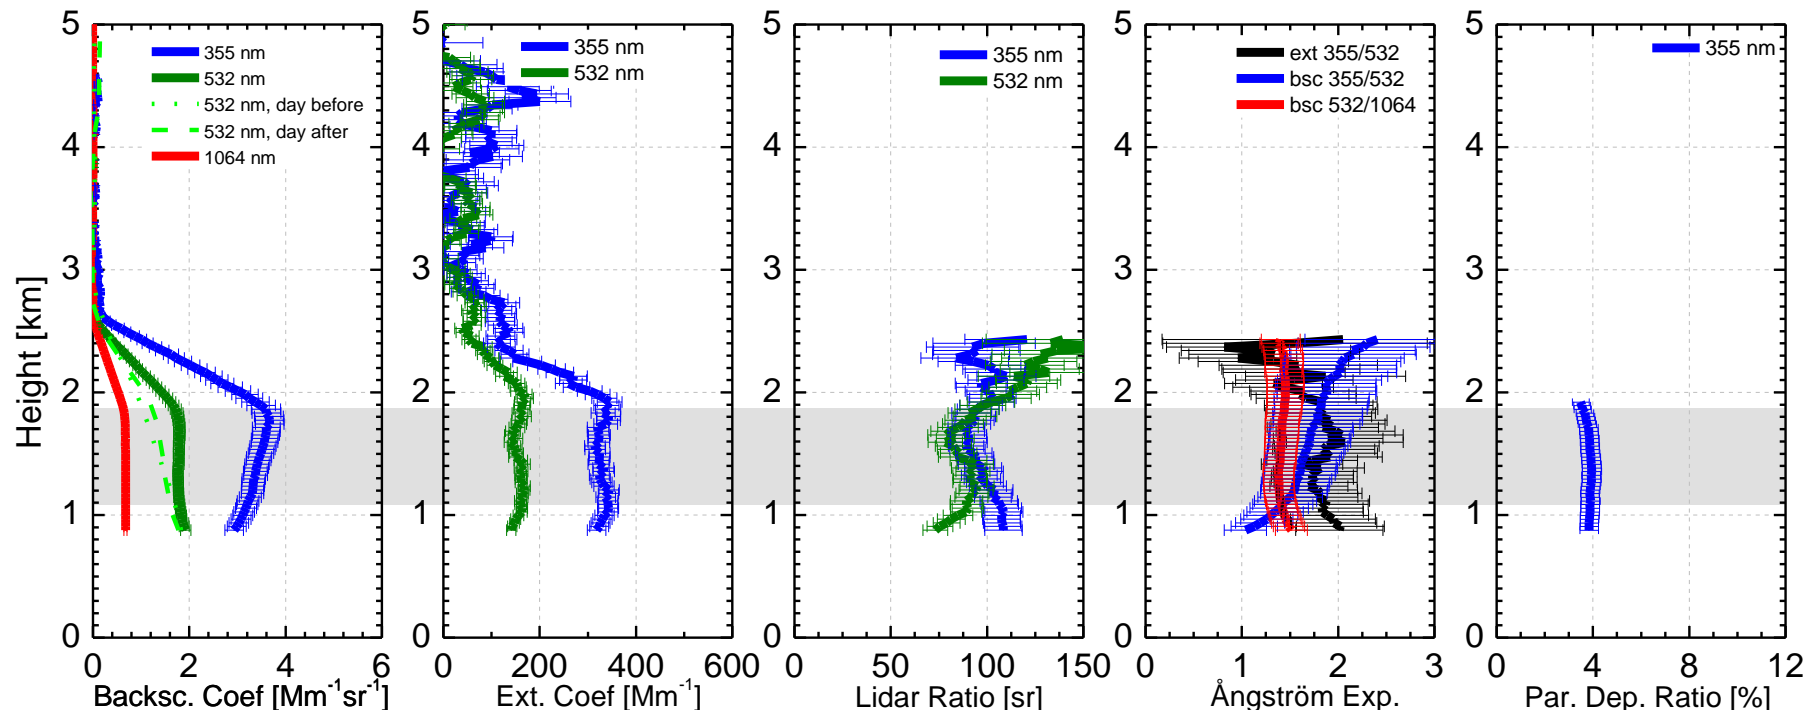 5
4
3
2
1
0
Height [km]
355 nm
532 nm
532 nm, day before
532 nm, day after
1064 nm
0 2 4 6
Backsc. Coef [Mm⁻¹sr⁻¹]
5
4
3
2
1
0
355 nm
532 nm
0 200 400 600
Ext. Coef [Mm⁻¹]
5
4
3
2
1
0
355 nm
532 nm
50 100 150
Lidar Ratio [sr]
5
4
3
2
1
0
ext 355/532
bsc 355/532
bsc 532/1064
0 1 2 3
Ångström Exp.
5
4
3
2
1
0
355 nm
0 4 8 12
Par. Dep. Ratio [%]